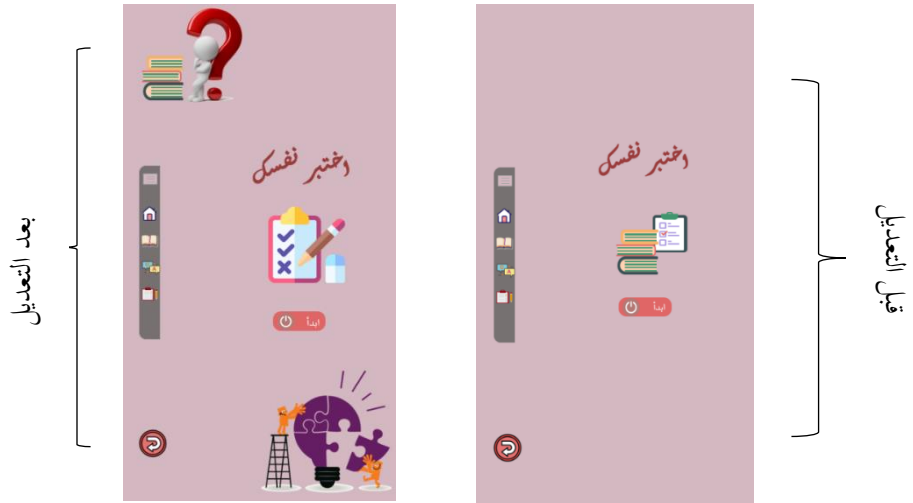 اختبر نفسك
ابدأ
قبل التعديل
اختبر نفسك
ابدأ
بعد التعديل